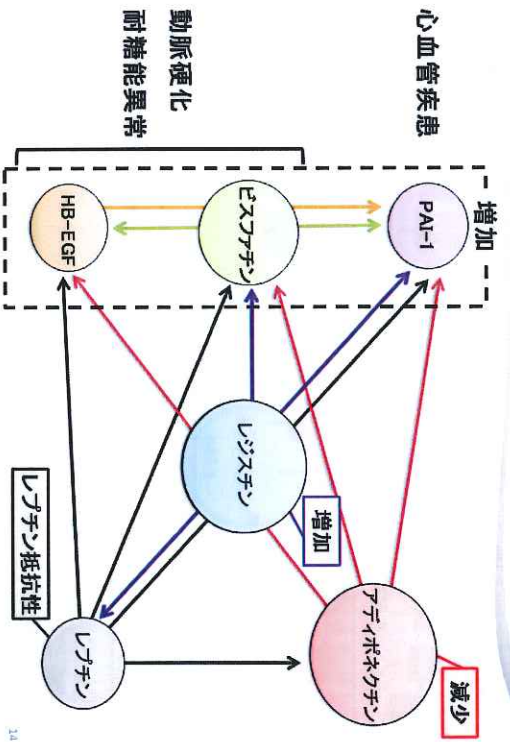 心血管疾患
動脈硬化
耐糖能異常
増加
PAI-1
ビスファチン
HB-EGF
レジスチン
増加
アディポネクチン
減少
レプチン
レプチン抵抗性
14